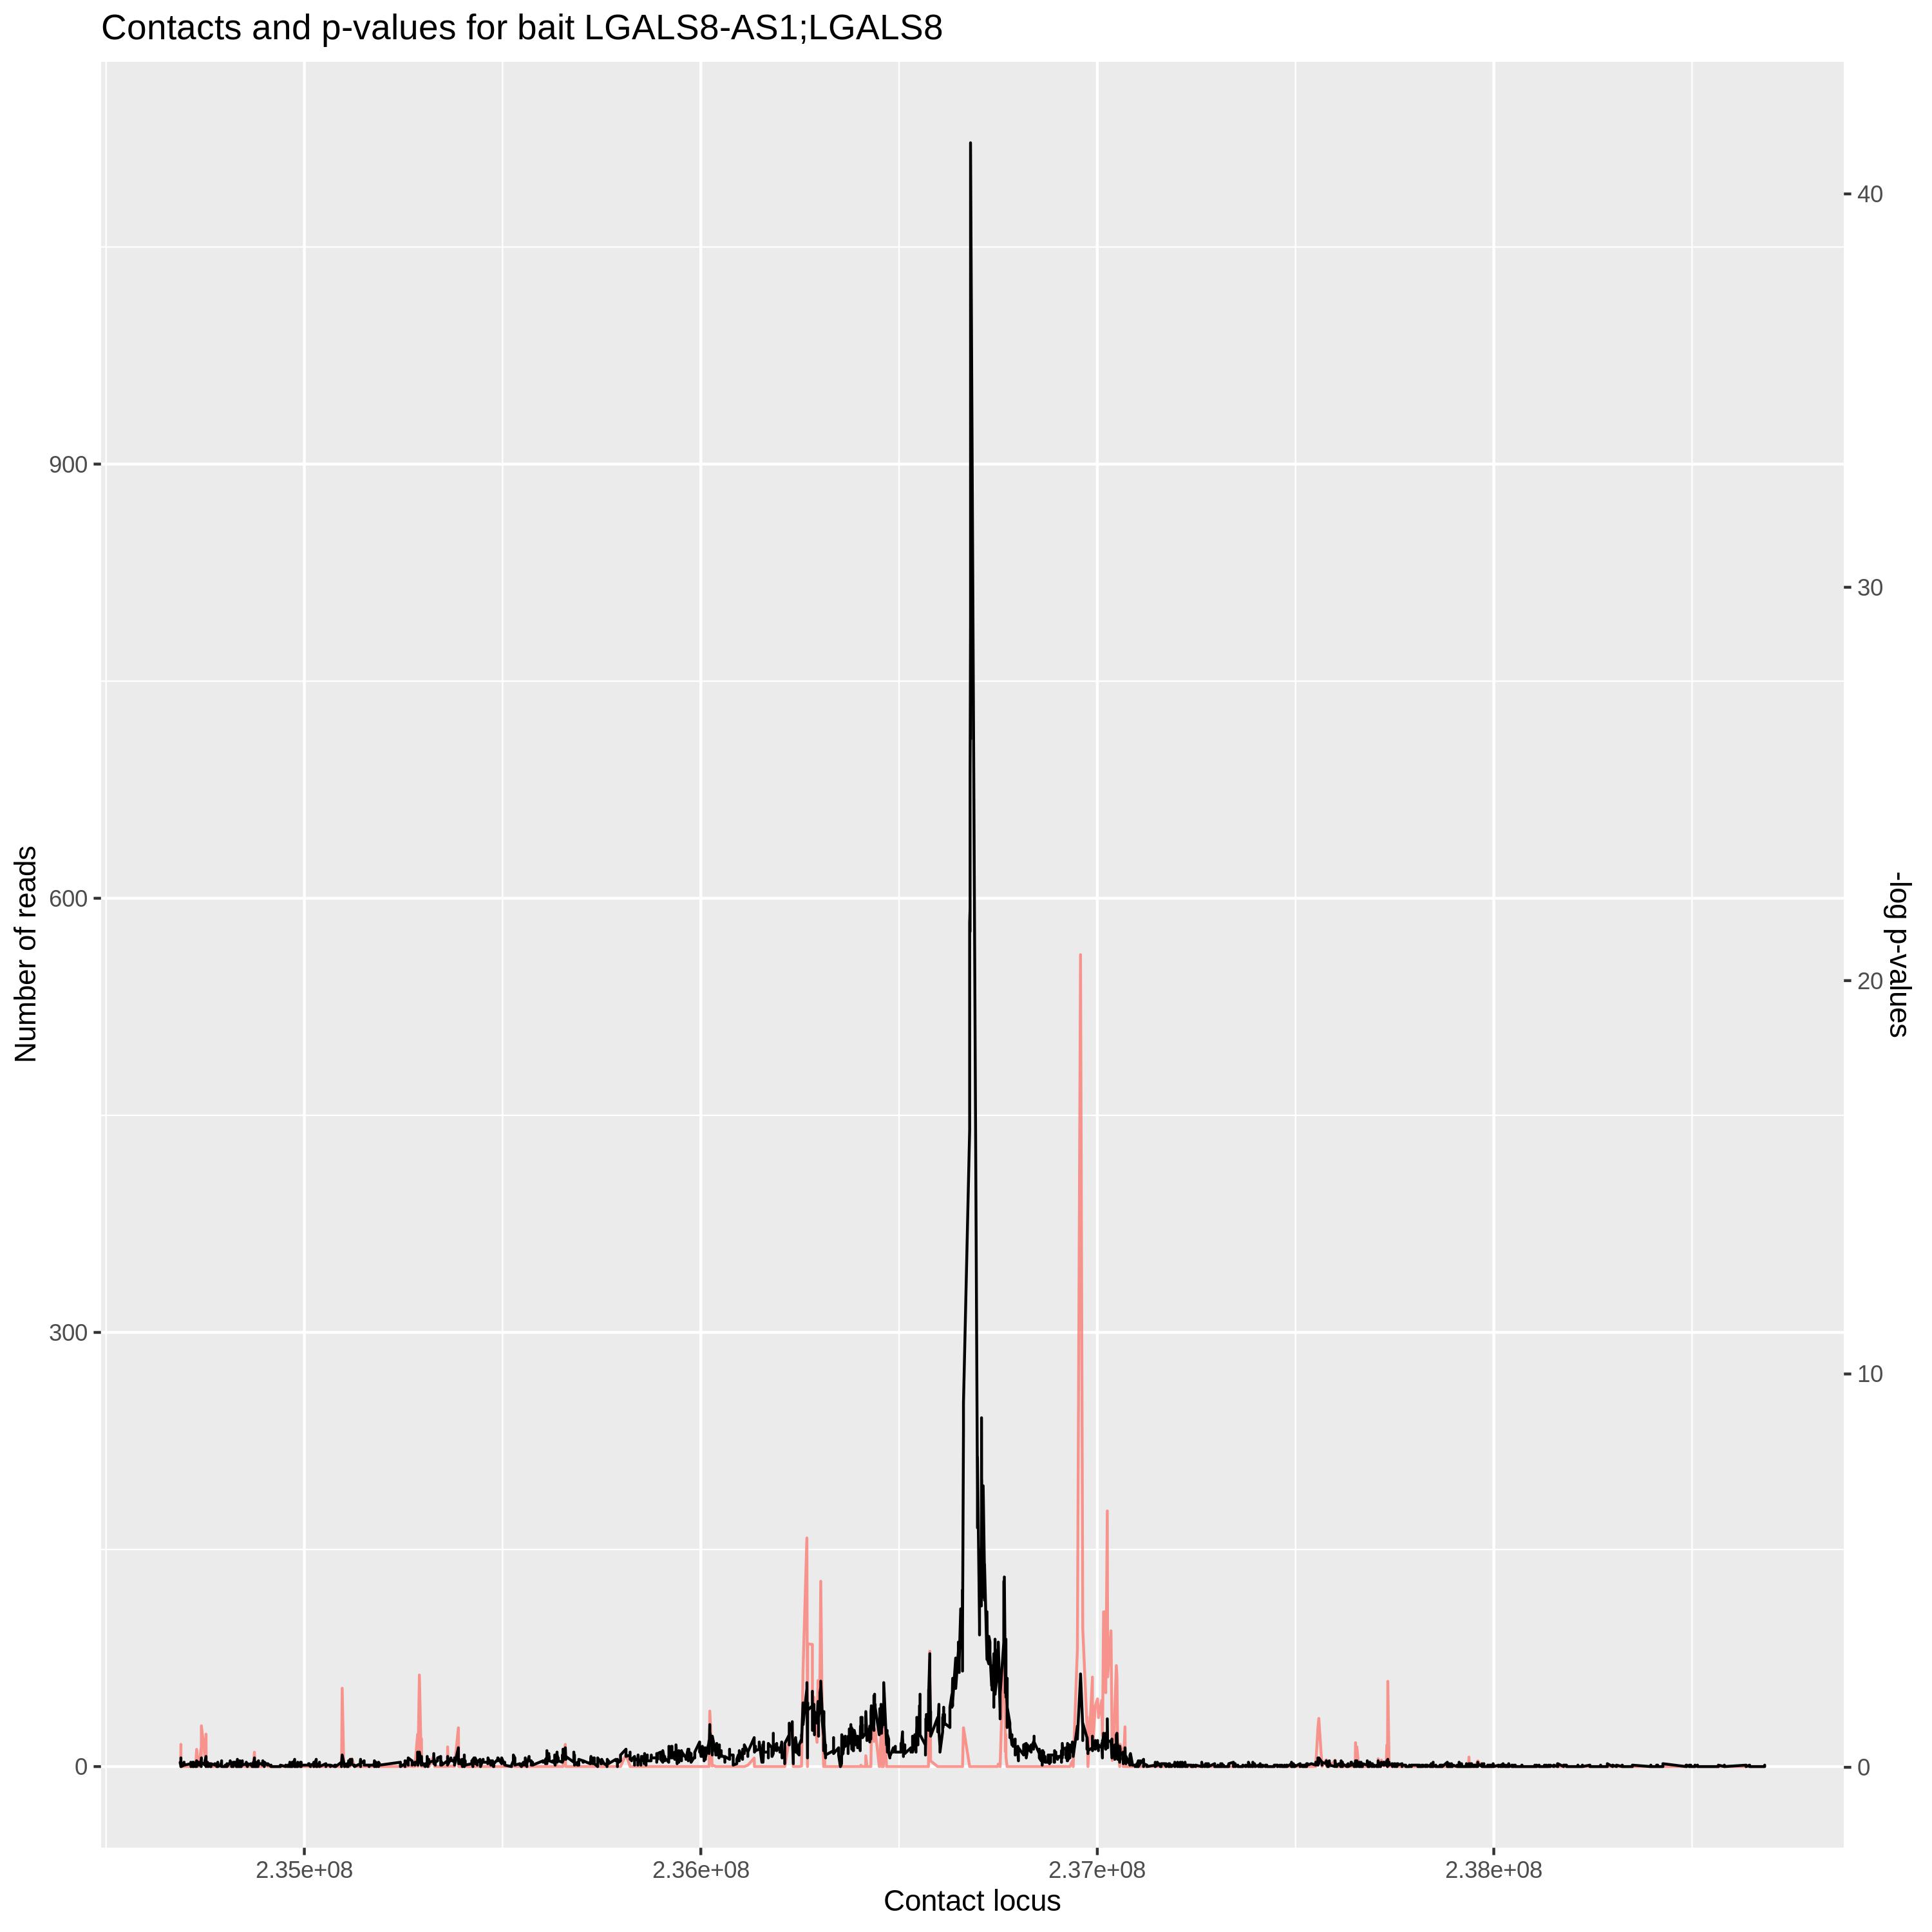 Contacts and p-values for bait LGALS8-AS1;LGALS8
Number of reads
900
600
300
0
40
30
20
10
0
-log p-values
2.35e+08 2.36e+08 2.37e+08 2.38e+08
Contact locus